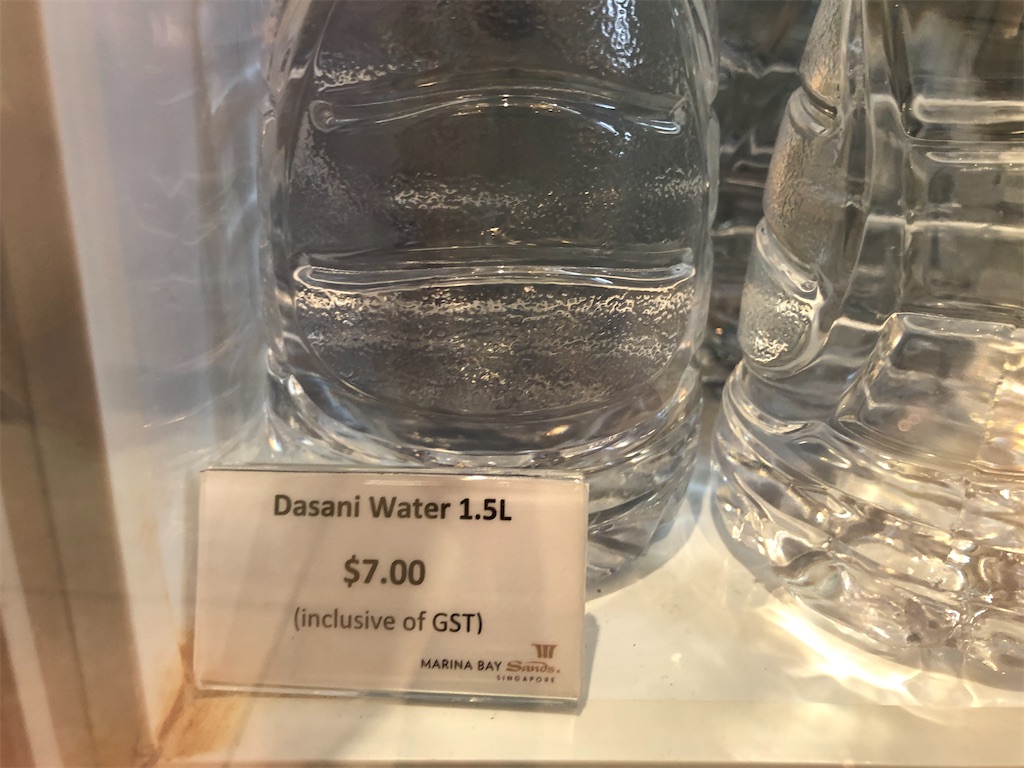 Dasani Water 1.5L
$7.00
(inclusive of GST)
MARINA BAY Sands.
SINGAPORE